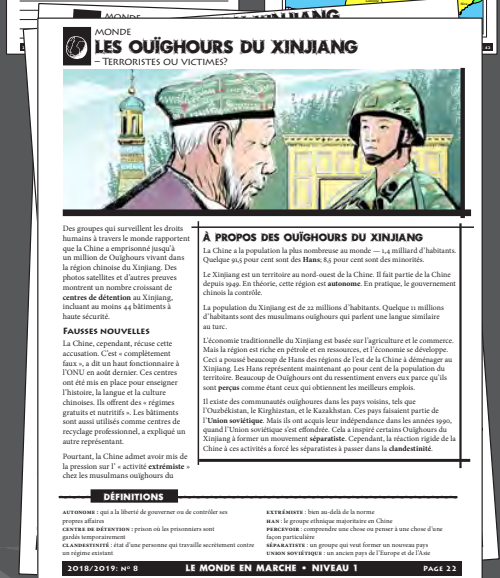 MONDE
LES OUÏGHOURS DU XINJIANG
– TERRORISTES OU VICTIMES?
Des groupes qui surveillent les droits
humains à travers le monde rapportent
que la Chine a emprisonné jusqu'à
un million de Ouïghours vivant dans
la région chinoise du Xinjiang. Des
photos satellites et d'autres preuves
montrent un nombre croissant de
centres de détention au Xinjiang,
incluant au moins 44 bâtiments à
haute sécurité.
FAUSSES NOUVELLES
La Chine, cependant, récuse cette
accusation. C'est « complètement
faux », a dit un haut fonctionnaire à
l'ONU en août dernier. Ces centres
ont été mis en place pour enseigner
l'histoire, la langue et la culture
chinoises. Ils offrent des « régimes
gratuits et nutritifs ». Les bâtiments
sont aussi utilisés comme centres de
recyclage professionnel, a expliqué un
autre représentant.
Pourtant, la Chine admet avoir mis de
la pression sur l' « activité extrémiste »
chez les musulmans ouïghours du
À PROPOS DES OUÏGHOURS DU XINJIANG
La Chine a la population la plus nombreuse au monde — 1,4 milliard d'habitants.
Quelque 91,5 pour cent sont des Hans; 8,5 pour cent sont des minorités.
Le Xinjiang est un territoire au nord-ouest de la Chine. Il fait partie de la Chine
depuis 1949. En théorie, cette région est autonome. En pratique, le gouvernement
chinois la contrôle.
La population du Xinjiang est de 22 millions d'habitants. Quelque 11 millions
d'habitants sont des musulmans ouïghours qui parlent une langue similaire
au turc.
L'économie traditionnelle du Xinjiang est basée sur l'agriculture et le commerce.
Mais la région est riche en pétrole et en ressources, et l'économie se développe.
Ceci a poussé beaucoup de Hans des régions de l'est de la Chine à déménager au
Xinjiang. Les Hans représentent maintenant 40 pour cent de la population du
territoire. Beaucoup de Ouïghours ont du ressentiment envers eux parce qu'ils
sont perçus comme étant ceux qui obtiennent les meilleurs emplois.
Il existe des communautés ouïghoures dans les pays voisins, tels que
l'Ouzbékistan, le Kirghizstan, et le Kazakhstan. Ces pays faisaient partie de
l'Union soviétique. Mais ils ont acquis leur indépendance dans les années 1990,
quand l'Union soviétique s'est effondrée. Cela a inspiré certains Ouïghours du
Xinjiang à former un mouvement séparatiste. Cependant, la réaction rigide de la
Chine à ces activités a forcé les séparatistes à passer dans la clandestinité.
DÉFINITIONS
AUTONOME : qui a la liberté de gouverner ou de contrôler ses
propres affaires
CENTRE DE DÉTENTION : prison où les prisonniers sont
gardés temporairement
CLANDESTINITÉ : état d'une personne qui travaille secrètement contre
un régime existant
EXTRÉMISTE : bien au-delà de la norme
HAN : le groupe ethnique majoritaire en Chine
PERCEVOIR : comprendre une chose ou penser à une chose d'une
façon particulière
SÉPARATISTE : un groupe qui veut former un nouveau pays
UNION SOVIÉTIQUE : un ancien pays de l'Europe et de l'Asie
2018/2019: Nº 8
LE MONDE EN MARCHE • NIVEAU 1
PAGE 22